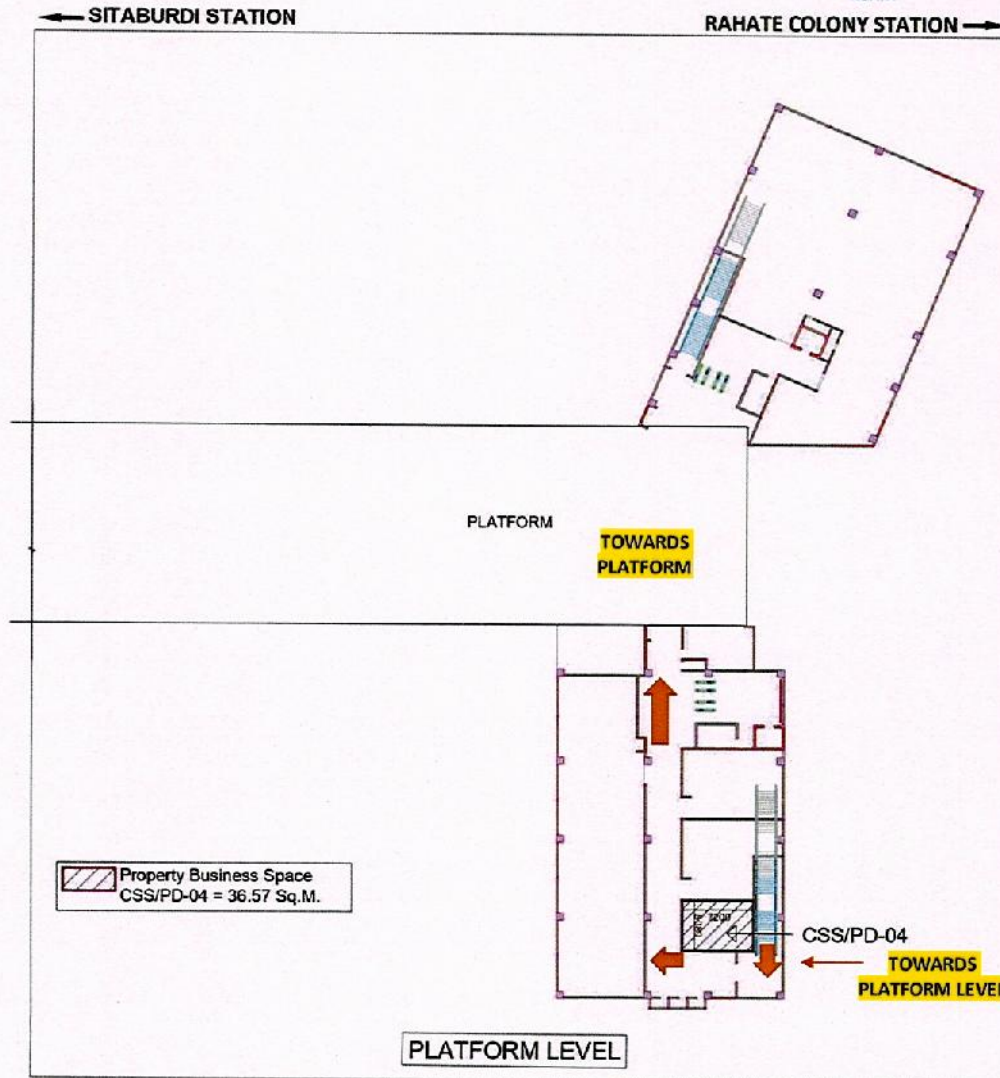 SITABURDI STATION
RAHATE COLONY STATION
PLATFORM
TOWARDS
PLATFORM
Property Business Space
CSS/PD-04 = 36.57 Sq.M.
CSS/PD-04
TOWARDS
PLATFORM LEVEL
PLATFORM LEVEL